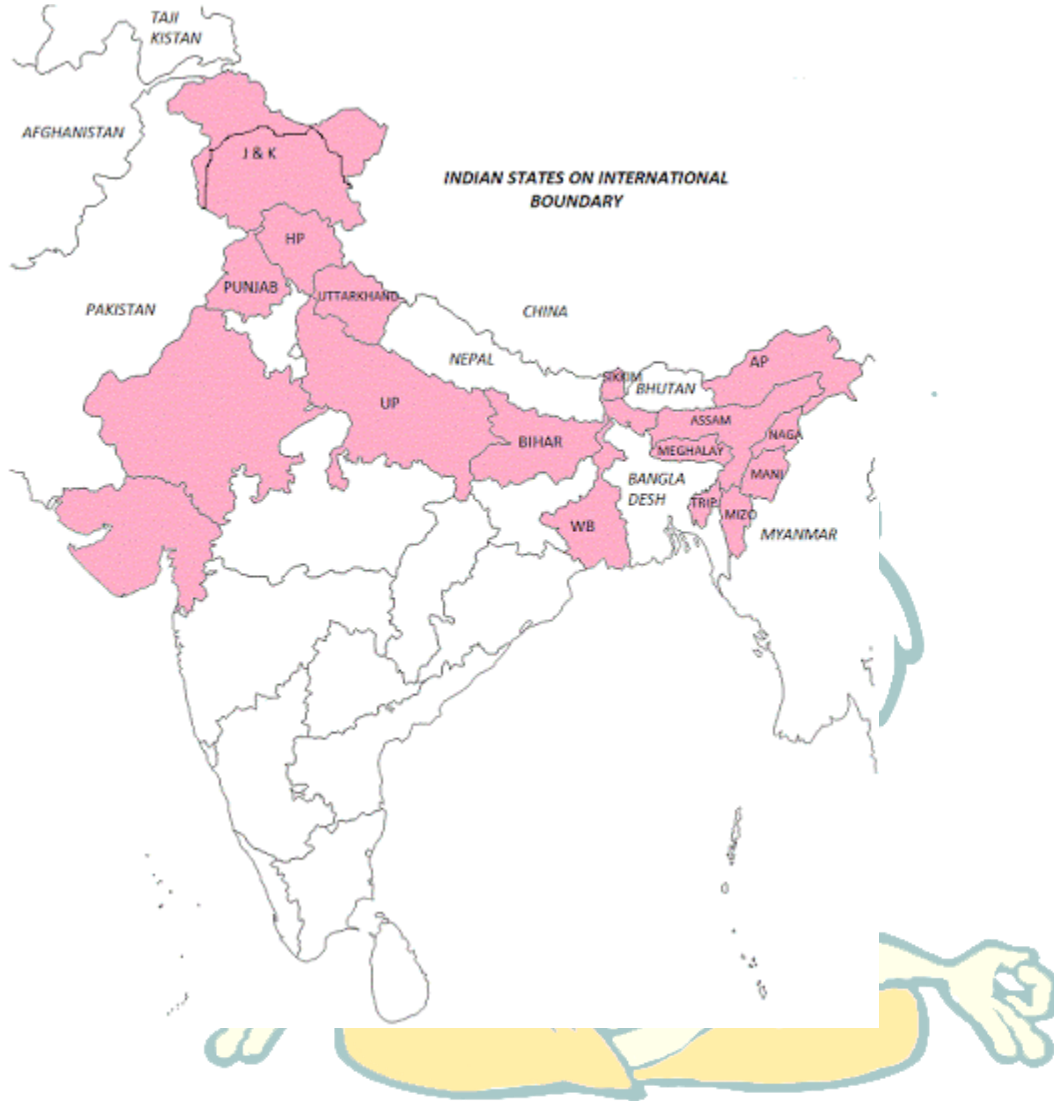 TAJI
KISTAN
AFGHANISTAN
J & K
INDIAN STATES ON INTERNATIONAL
BOUNDARY
HP
PUNJAB
UTTARKHAND
PAKISTAN
CHINA
NEPAL
SIKKIM
BHUTAN
AP
UP
ASSAM
BIHAR
NAGA
MEGHALAY
MANI
BANGLA
DESH
TRIP
MIZO
WB
MYANMAR